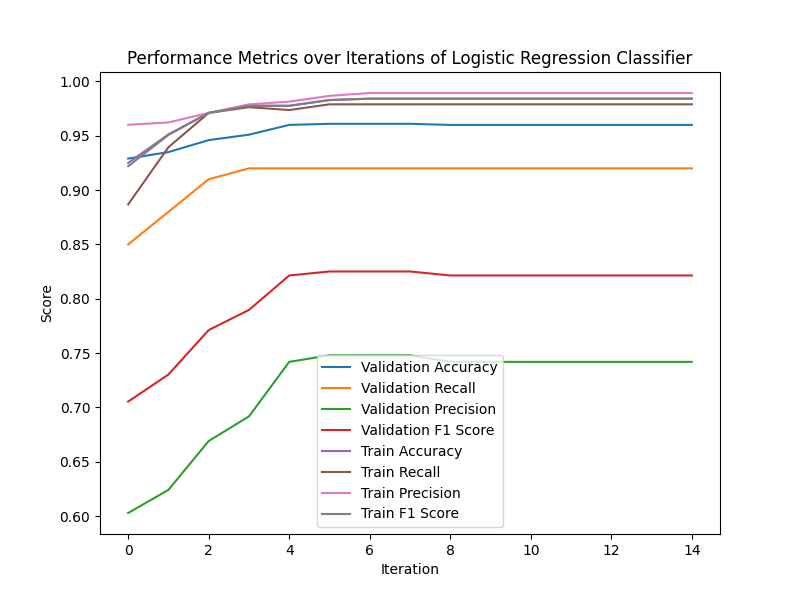 Performance Metrics over Iterations of Logistic Regression Classifier
1.00
0.95
0.90
0.85
0.80
0.75
0.70
0.65
0.60
Score
Validation Accuracy
Validation Recall
Validation Precision
Validation F1 Score
Train Accuracy
Train Recall
Train Precision
Train F1 Score
0 2 4 6 8 10 12 14
Iteration